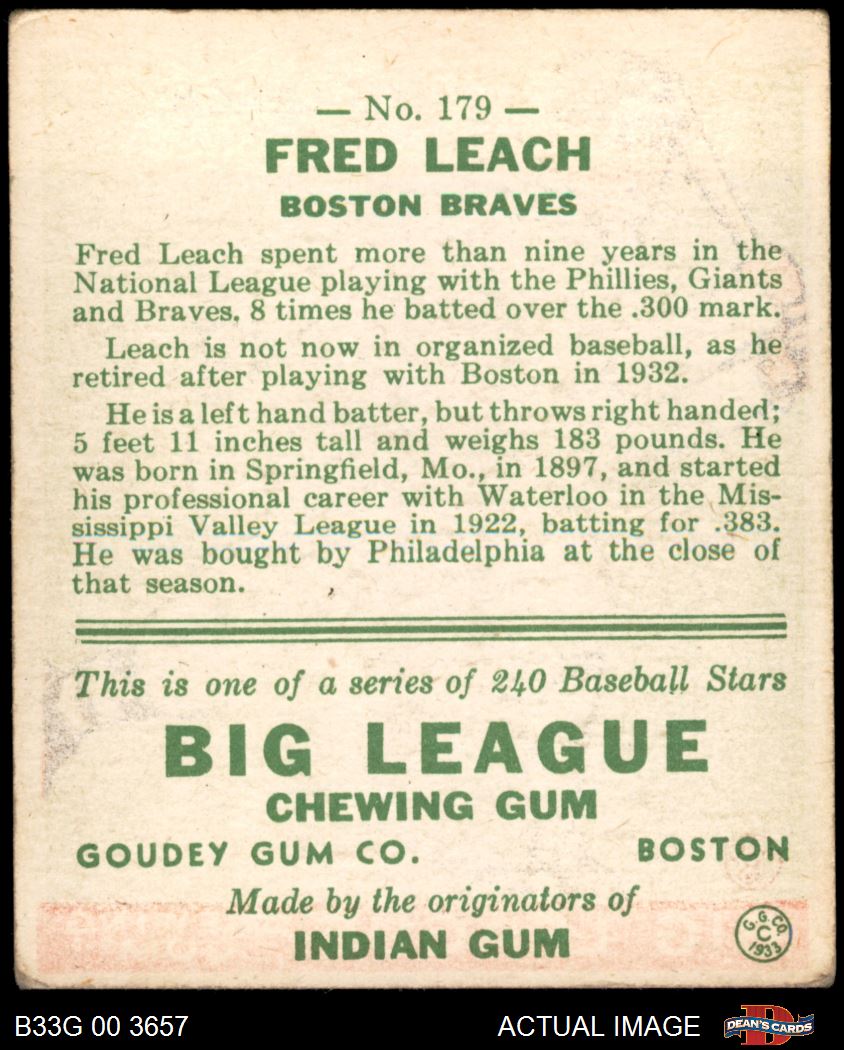 — No. 179 —
FRED LEACH
BOSTON BRAVES
Fred Leach spent more than nine years in the
National League playing with the Phillies, Giants
and Braves. 8 times he batted over the .300 mark.
Leach is not now in organized baseball, as he
retired after playing with Boston in 1932.
He is a left hand batter, but throws right handed;
5 feet 11 inches tall and weighs 183 pounds. He
was born in Springfield, Mo., in 1897, and started
his professional career with Waterloo in the Mis-
sissippi Valley League in 1922, batting for .383.
He was bought by Philadelphia at the close of
that season.
This is one of a series of 240 Baseball Stars
BIG LEAGUE
CHEWING GUM
GOUDEY GUM CO. BOSTON
Made by the originators of
INDIAN GUM
G.G.CO.
C
1933
B33G 00 3657 ACTUAL IMAGE D DEAN'S CARDS